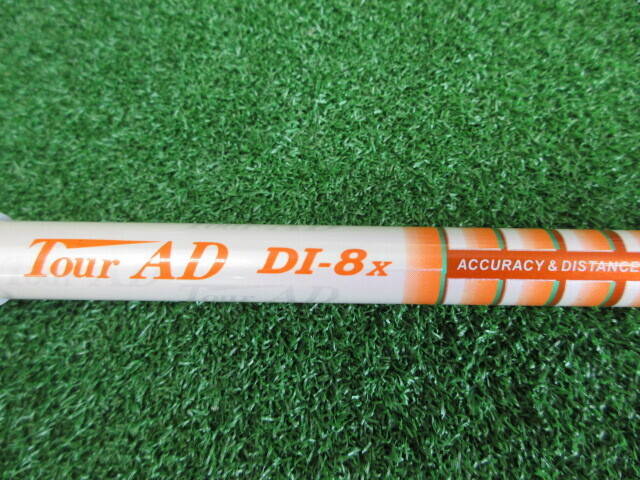 Tour AD DI-8x
ACCURACY & DISTANCE